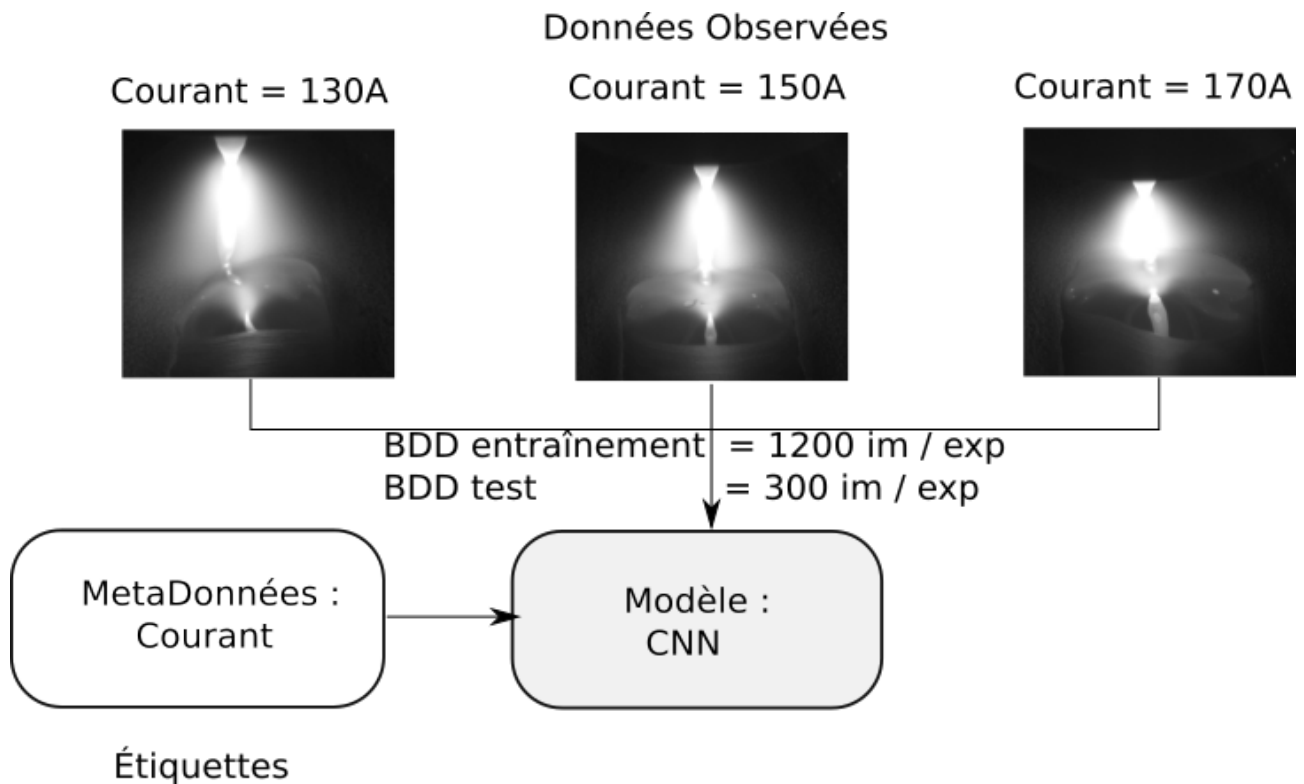 Données Observées
Courant = 130A
Courant = 150A
Courant = 170A
BDD entraînement = 1200 im / exp
BDD test = 300 im / exp
MetaDonnées :
Courant
Modèle :
CNN
Étiquettes